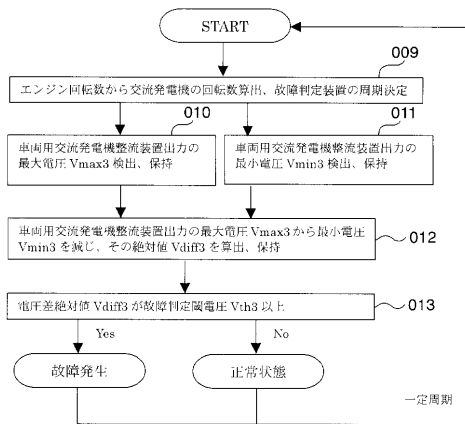 START
009
エンジン回転数から交流発電機の回転数算出、故障判定装置の周期決定
010
011
車両用交流発電機整流装置出力の
最大電圧 Vmax3 検出、保持
車両用交流発電機整流装置出力の
最小電圧 Vmin3 検出、保持
車両用交流発電機整流装置出力の最大電圧 Vmax3 から最小電圧
Vmin3 を減じ、その絶対値 Vdiff3 を算出、保持
012
電圧差絶対値 Vdiff3 が故障判定閾電圧 Vth3 以上
013
Yes
No
故障発生
正常状態
一定周期